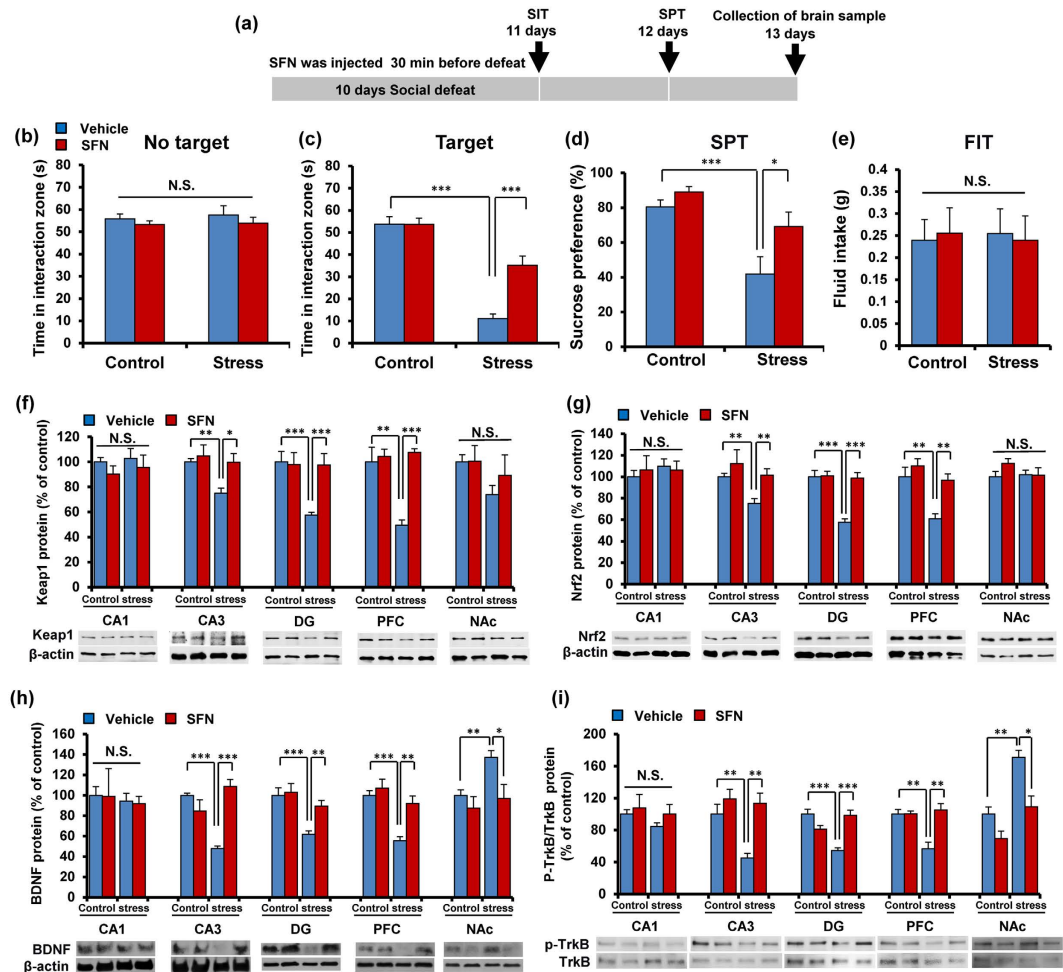 (a)
SIT
11 days
SPT
12 days
Collection of brain sample
13 days
SFN was injected 30 min before defeat
10 days Social defeat
(b)
Vehicle
SFN
No target
Time in interaction zone (s)
80
70
60
50
40
30
20
10
0
N.S.
Control
Stress
(c)
Target
Time in interaction zone (s)
80
70
60
50
40
30
20
10
0
***
***
Control
Stress
(d)
SPT
Sucrose preference (%)
100
80
60
40
20
0
***
*
Control
Stress
(e)
FIT
Fluid intake (g)
0.4
0.35
0.3
0.25
0.2
0.15
0.1
0.05
0
N.S.
Control
Stress
(f)
Vehicle
SFN
Keap1 protein (% of control)
120
100
80
60
40
20
0
N.S.
**
*
***
***
**
***
N.S.
Control stress
Control stress
Control stress
Control stress
Control stress
CA1
CA3
DG
PFC
NAc
Keap1
β-actin
(g)
Vehicle
SFN
Nrf2 protein (% of control)
140
120
100
80
60
40
20
0
N.S.
**
**
***
***
**
**
N.S.
Control stress
Control stress
Control stress
Control stress
Control stress
CA1
CA3
DG
PFC
NAc
Nrf2
β-actin
(h)
Vehicle
SFN
BDNF protein (% of control)
160
140
120
100
80
60
40
20
0
N.S.
***
***
***
**
***
**
**
*
Control stress
Control stress
Control stress
Control stress
Control stress
CA1
CA3
DG
PFC
NAc
BDNF
β-actin
(i)
Vehicle
SFN
P-TrkB/TrkB protein
(% of control)
200
160
120
80
40
0
N.S.
**
**
***
***
**
**
**
*
Control stress
Control stress
Control stress
Control stress
Control stress
CA1
CA3
DG
PFC
NAc
p-TrkB
TrkB